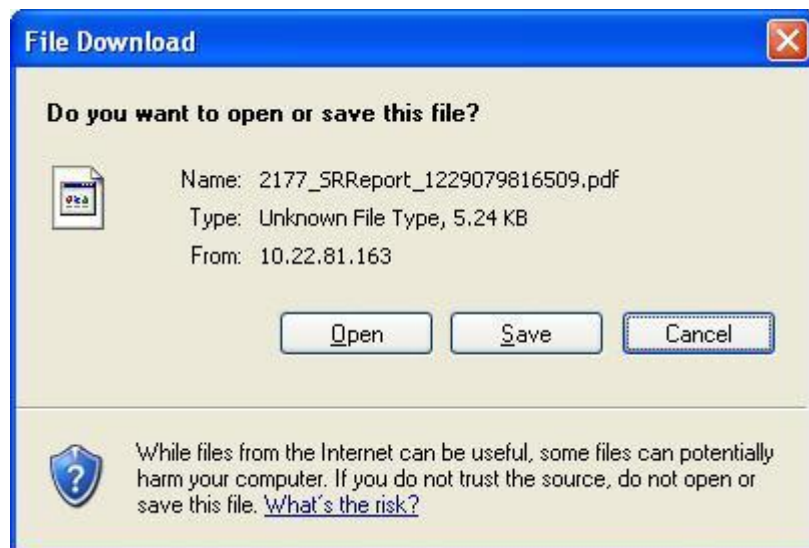 File Download
Do you want to open or save this file?
Name: 2177_SRReport_1229079816509.pdf
Type: Unknown File Type, 5.24 KB
From: 10.22.81.163
Open Save Cancel
While files from the Internet can be useful, some files can potentially
harm your computer. If you do not trust the source, do not open or
save this file. What's the risk?